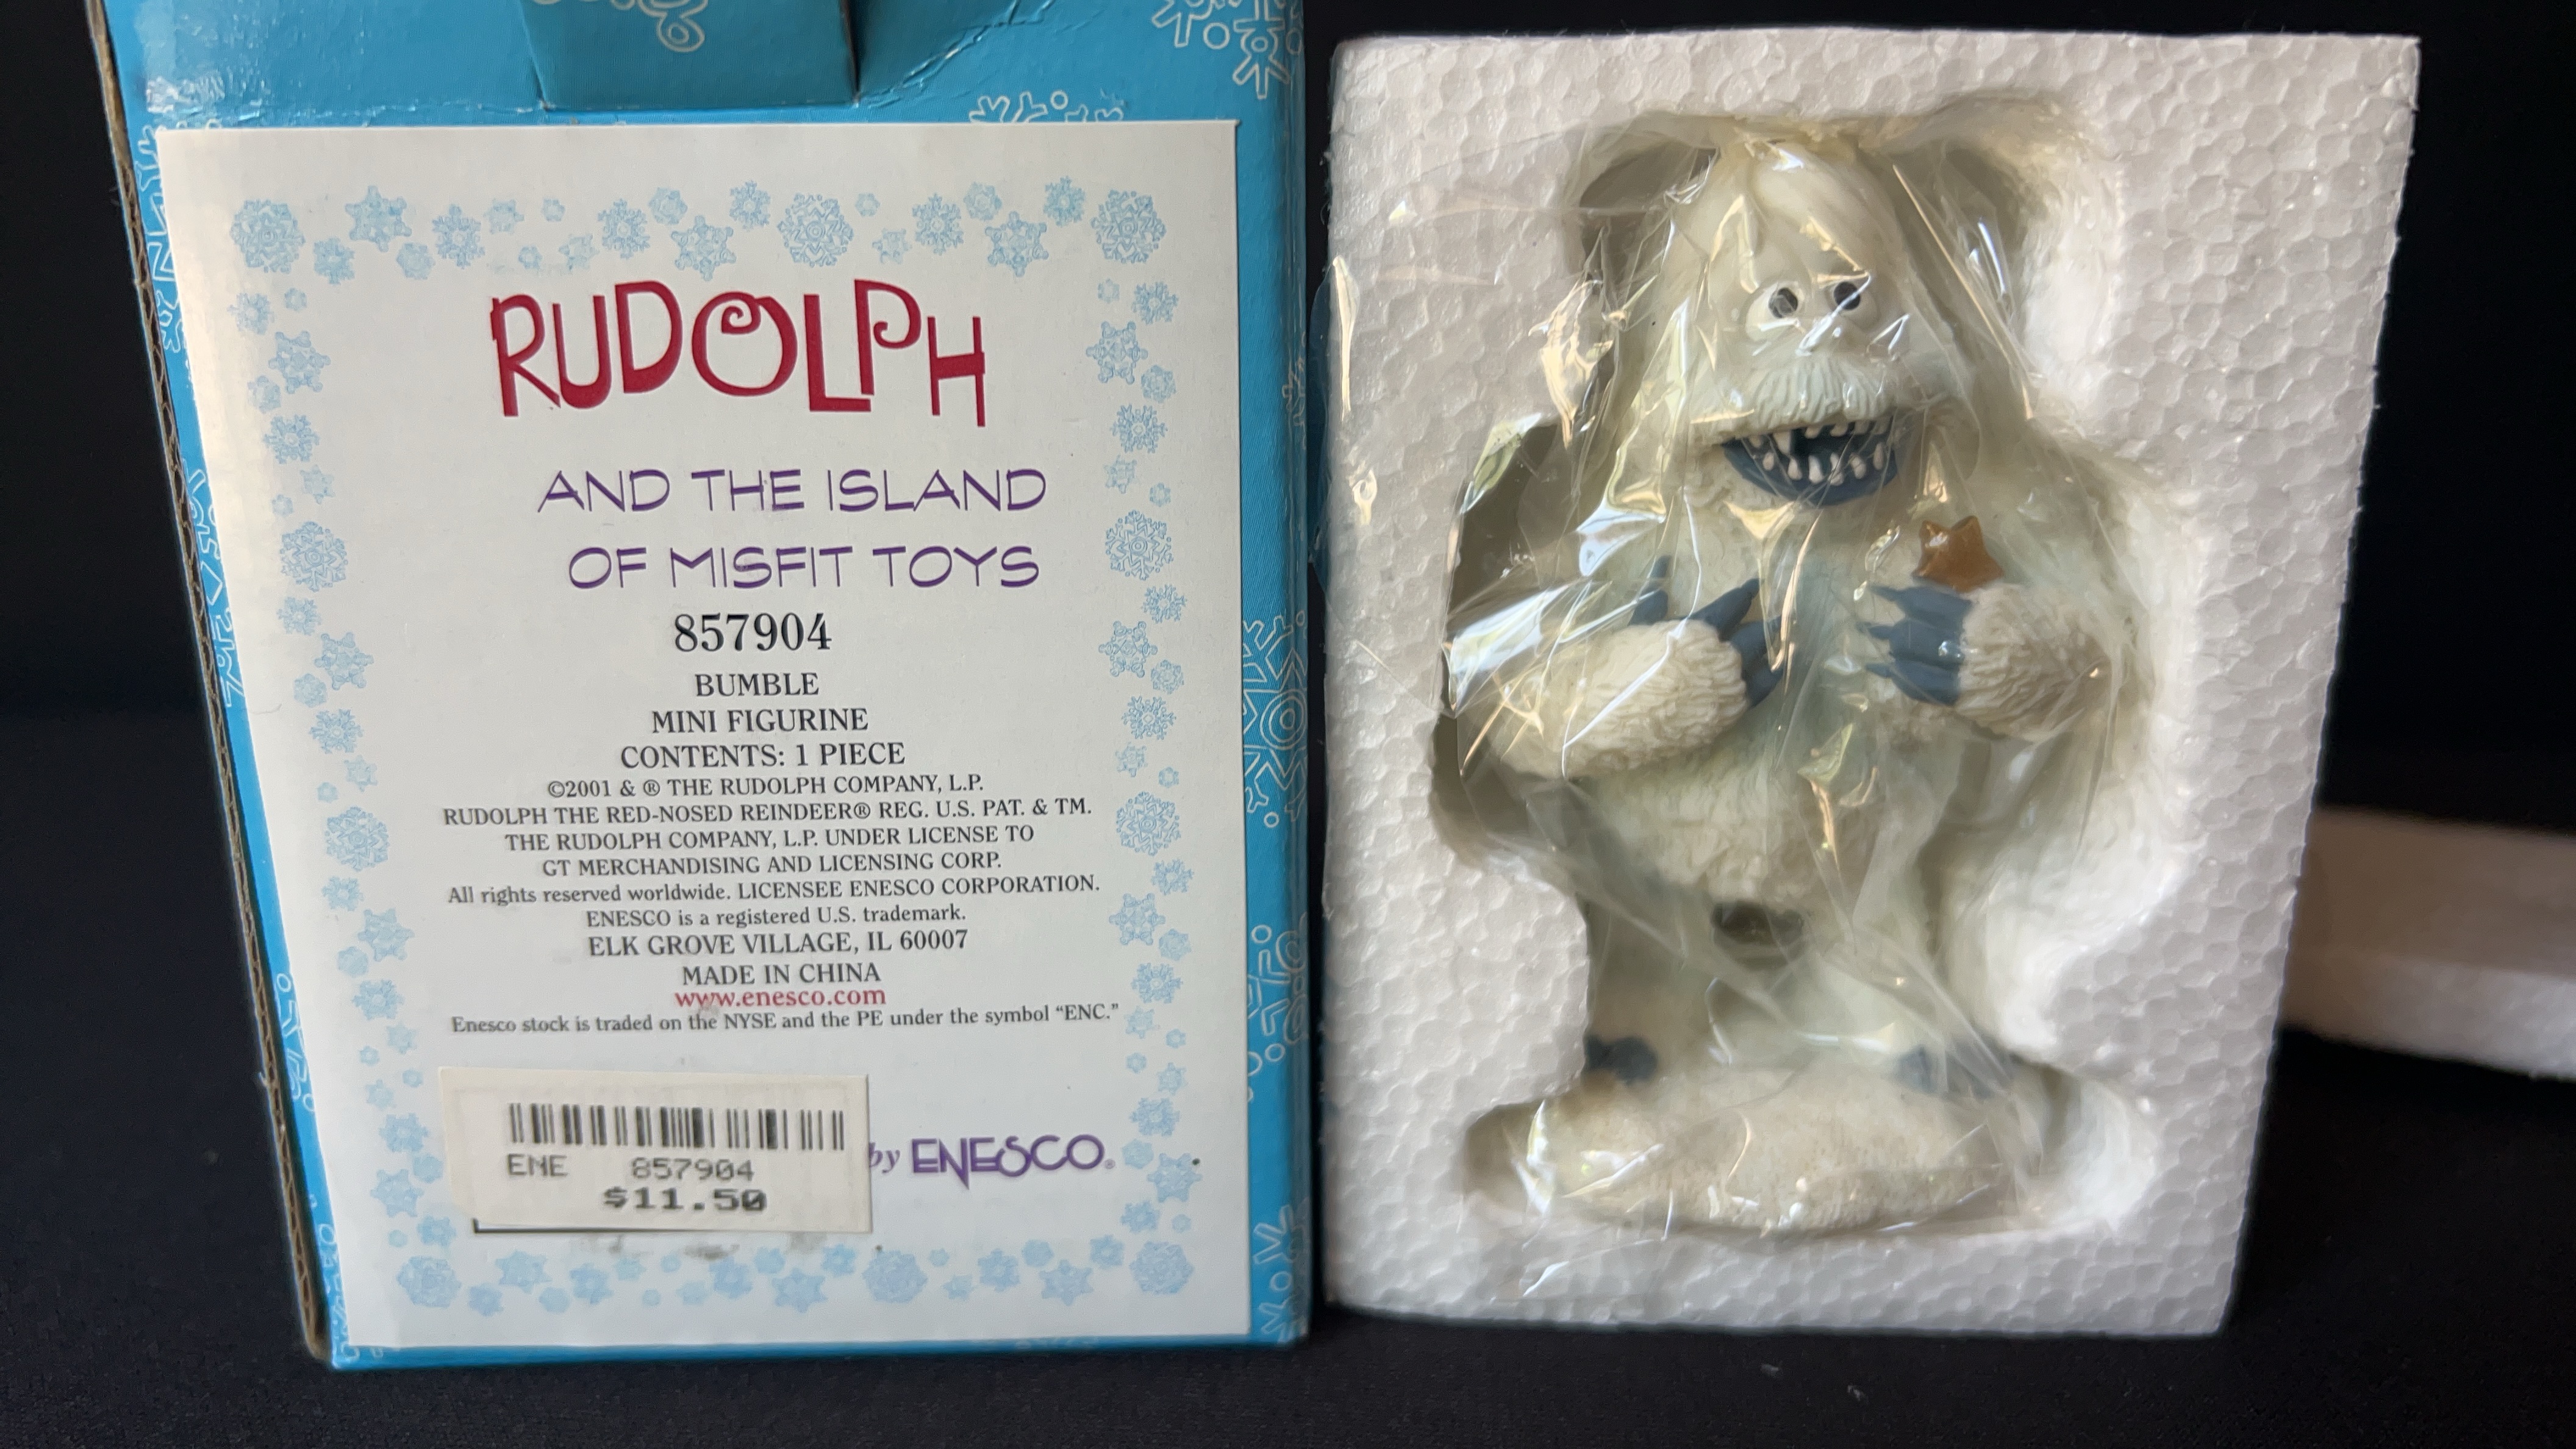 RUDOLPH
AND THE ISLAND
OF MISFIT TOYS
857904
BUMBLE
MINI FIGURINE
CONTENTS: 1 PIECE
©2001 & ® THE RUDOLPH COMPANY, L.P.
RUDOLPH THE RED-NOSED REINDEER® REG. U.S. PAT. & TM.
THE RUDOLPH COMPANY, L.P. UNDER LICENSE TO
GT MERCHANDISING AND LICENSING CORP.
All rights reserved worldwide. LICENSEE ENESCO CORPORATION.
ENESCO is a registered U.S. trademark.
ELK GROVE VILLAGE, IL 60007
MADE IN CHINA
www.enesco.com
Enesco stock is traded on the NYSE and the PE under the symbol “ENC.”
by ENESCO®
ENE 857904
$11.50